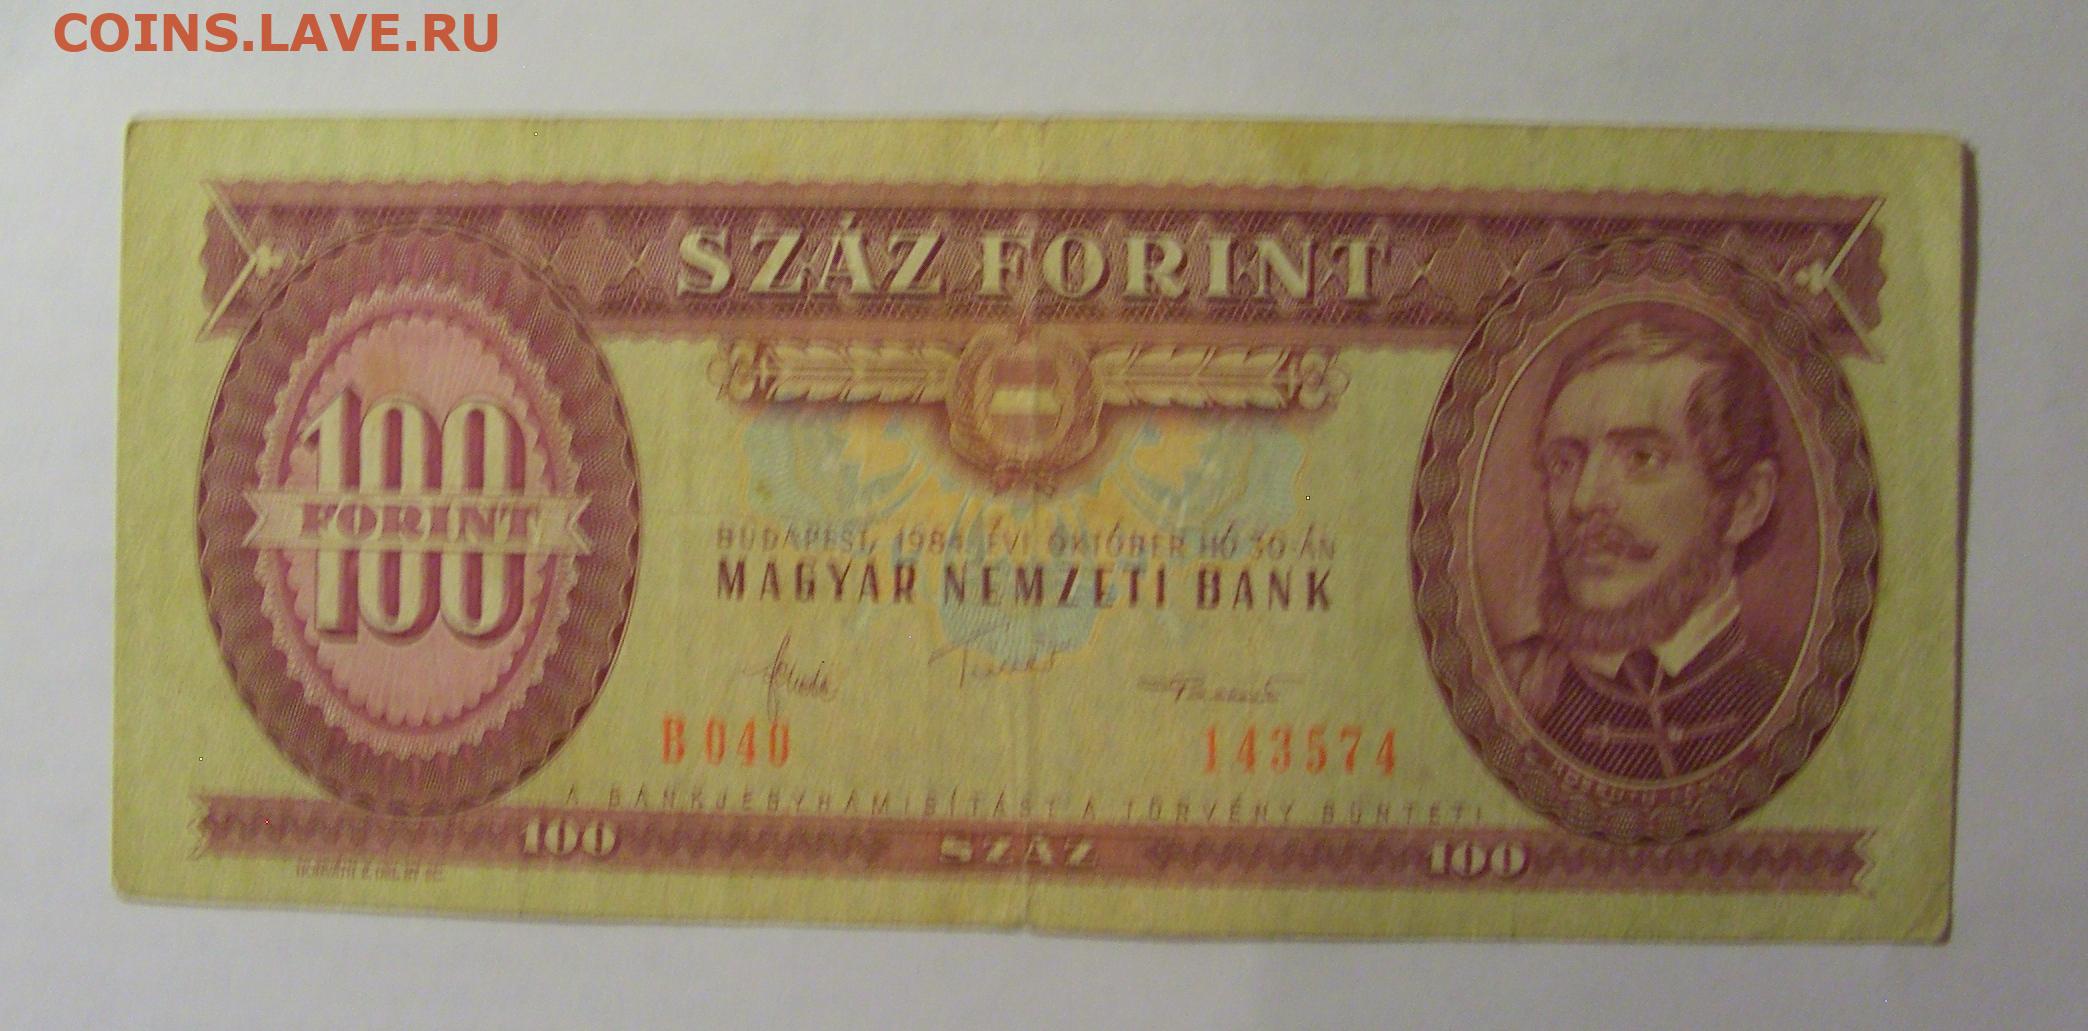 COINS.LAVE.RU
SZÁZ FORINT
100
FORINT
BUDAPEST, 1984. ÉVI OKTÓBER HÓ 30-ÁN
MAGYAR NEMZETI BANK
B 040
143574
A BANKJEGYHAMISÍTÁST A TÖRVÉNY BÜNTETI
100 SZÁZ 100